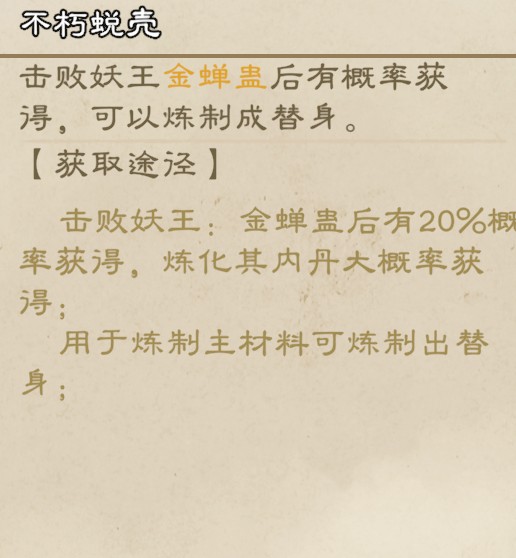 不朽蜕壳
击败妖王金蝉蛊后有概率获
得，可以炼制成替身。
【获取途径】
击败妖王：金蝉蛊后有20%概
率获得，炼化其内丹大概率获
得；
用于炼制主材料可炼制出替
身；